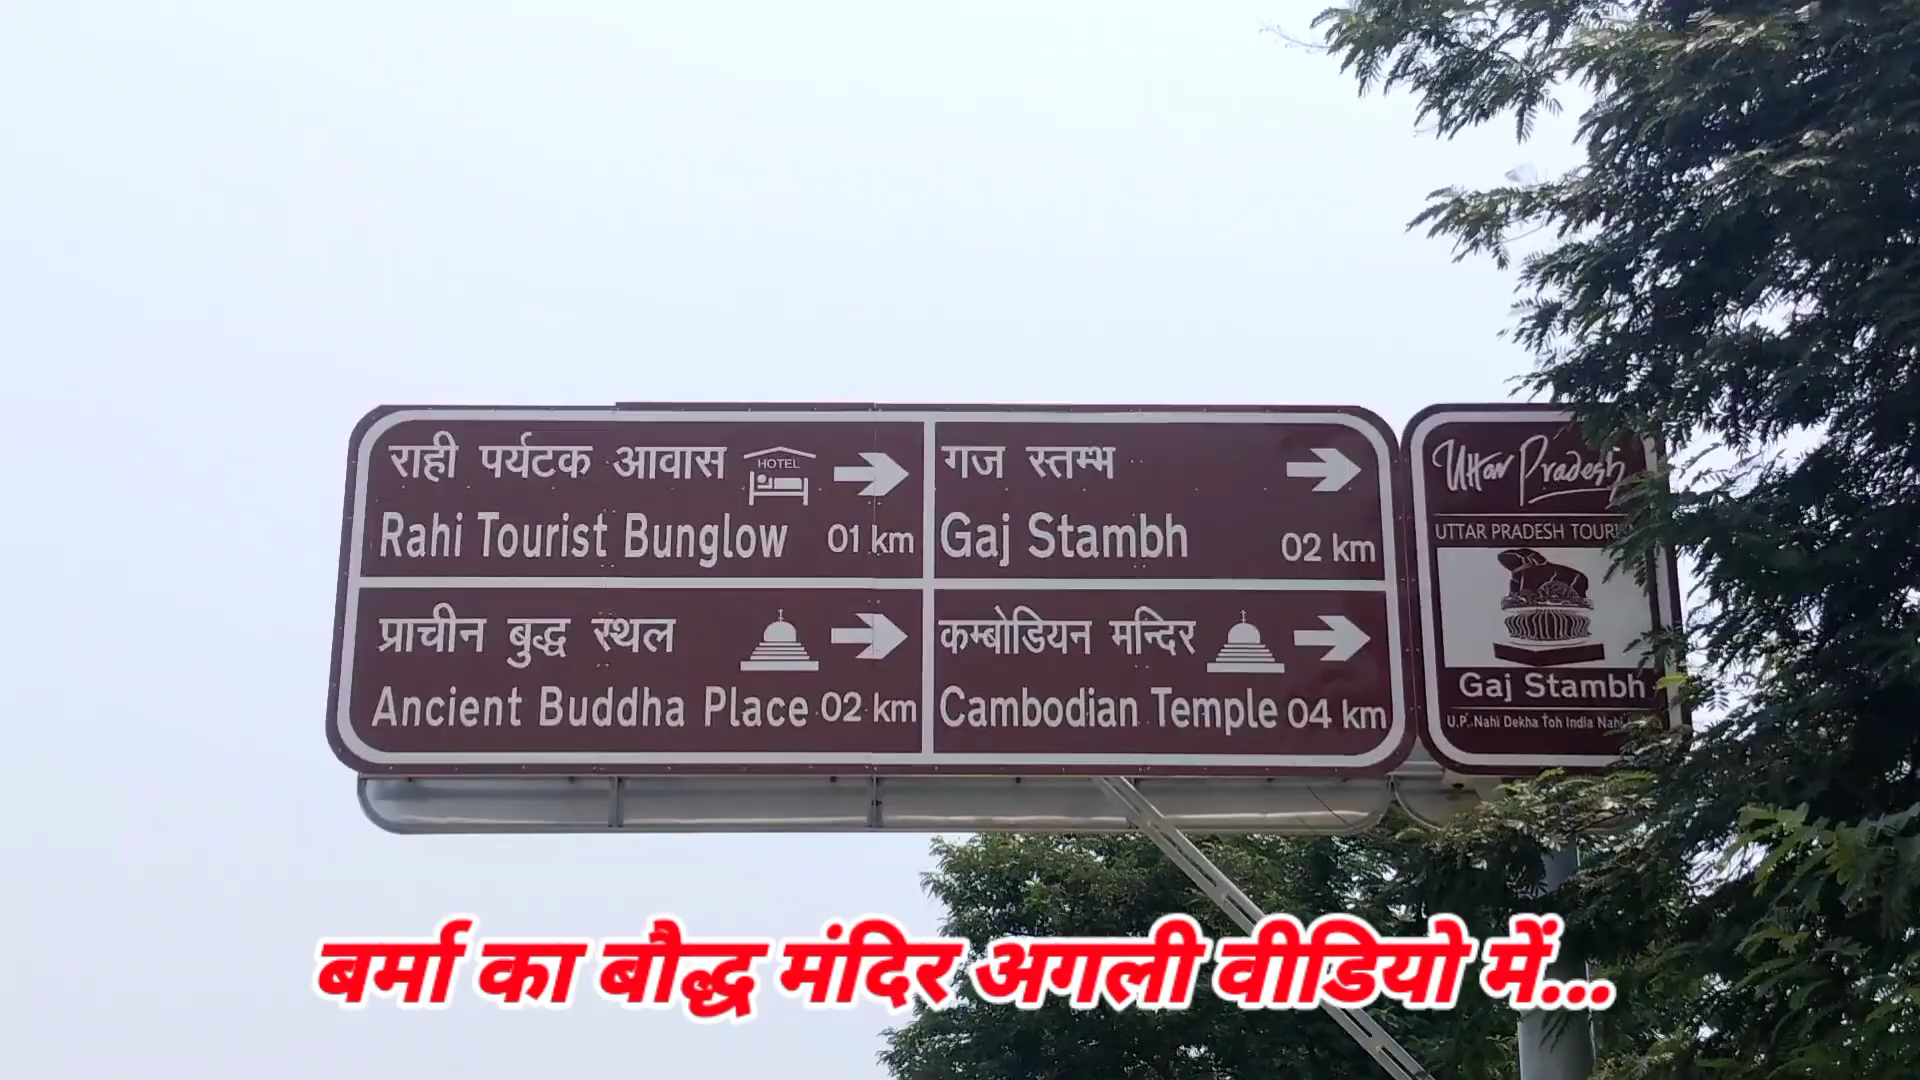 राही पर्यटक आवास
HOTEL
Rahi Tourist Bunglow 01 km
गज स्तम्भ
Gaj Stambh 02 km
प्राचीन बुद्ध स्थल
Ancient Buddha Place 02 km
कम्बोडियन मन्दिर
Cambodian Temple 04 km
Uttar Pradesh
UTTAR PRADESH
Gaj Stambh
U.P. Nahi Dekha Toh India Nahi
बर्मा का बौद्ध मंदिर अगली वीडियो में...